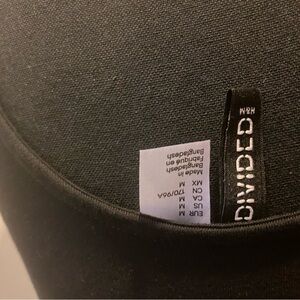 DIVIDED
H&M
EUR M
US M
CA M
CN 170/96A
MX M
Made in
Bangladesh
Fabriqué en
Bangladesh